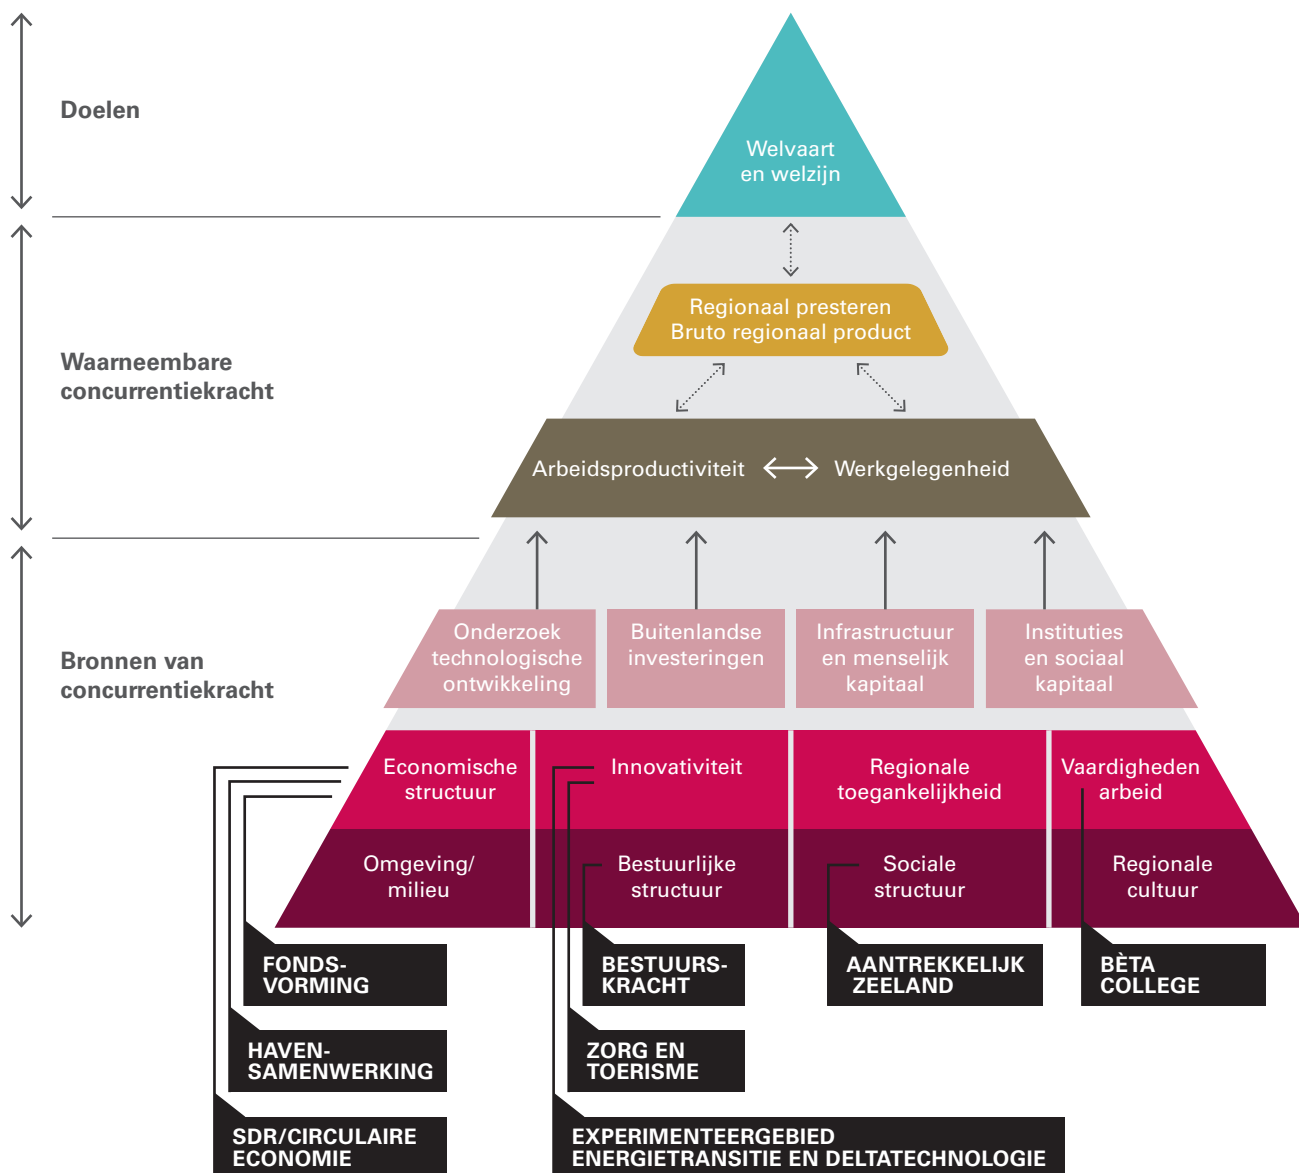 Doelen
Welvaart
en welzijn
Waarneembare
concurrentiekracht
Regionaal presteren
Bruto regionaal product
Arbeidsproductiviteit
Werkgelegenheid
Bronnen van
concurrentiekracht
Onderzoek
technologische
ontwikkeling
Buitenlandse
investeringen
Infrastructuur
en menselijk
kapitaal
Instituties
en sociaal
kapitaal
Economische
structuur
Innovativiteit
Regionale
toegankelijkheid
Vaardigheden
arbeid
Omgeving/
milieu
Bestuurlijke
structuur
Sociale
structuur
Regionale
cultuur
FONDS-
VORMING
BESTUURS-
KRACHT
AANTREKKELIJK
ZEELAND
BÈTA
COLLEGE
HAVEN-
SAMENWERKING
ZORG EN
TOERISME
SDR/CIRCULAIRE
ECONOMIE
EXPERIMENTEERGEBIED
ENERGIETRANSITIE EN DELTATECHNOLOGIE